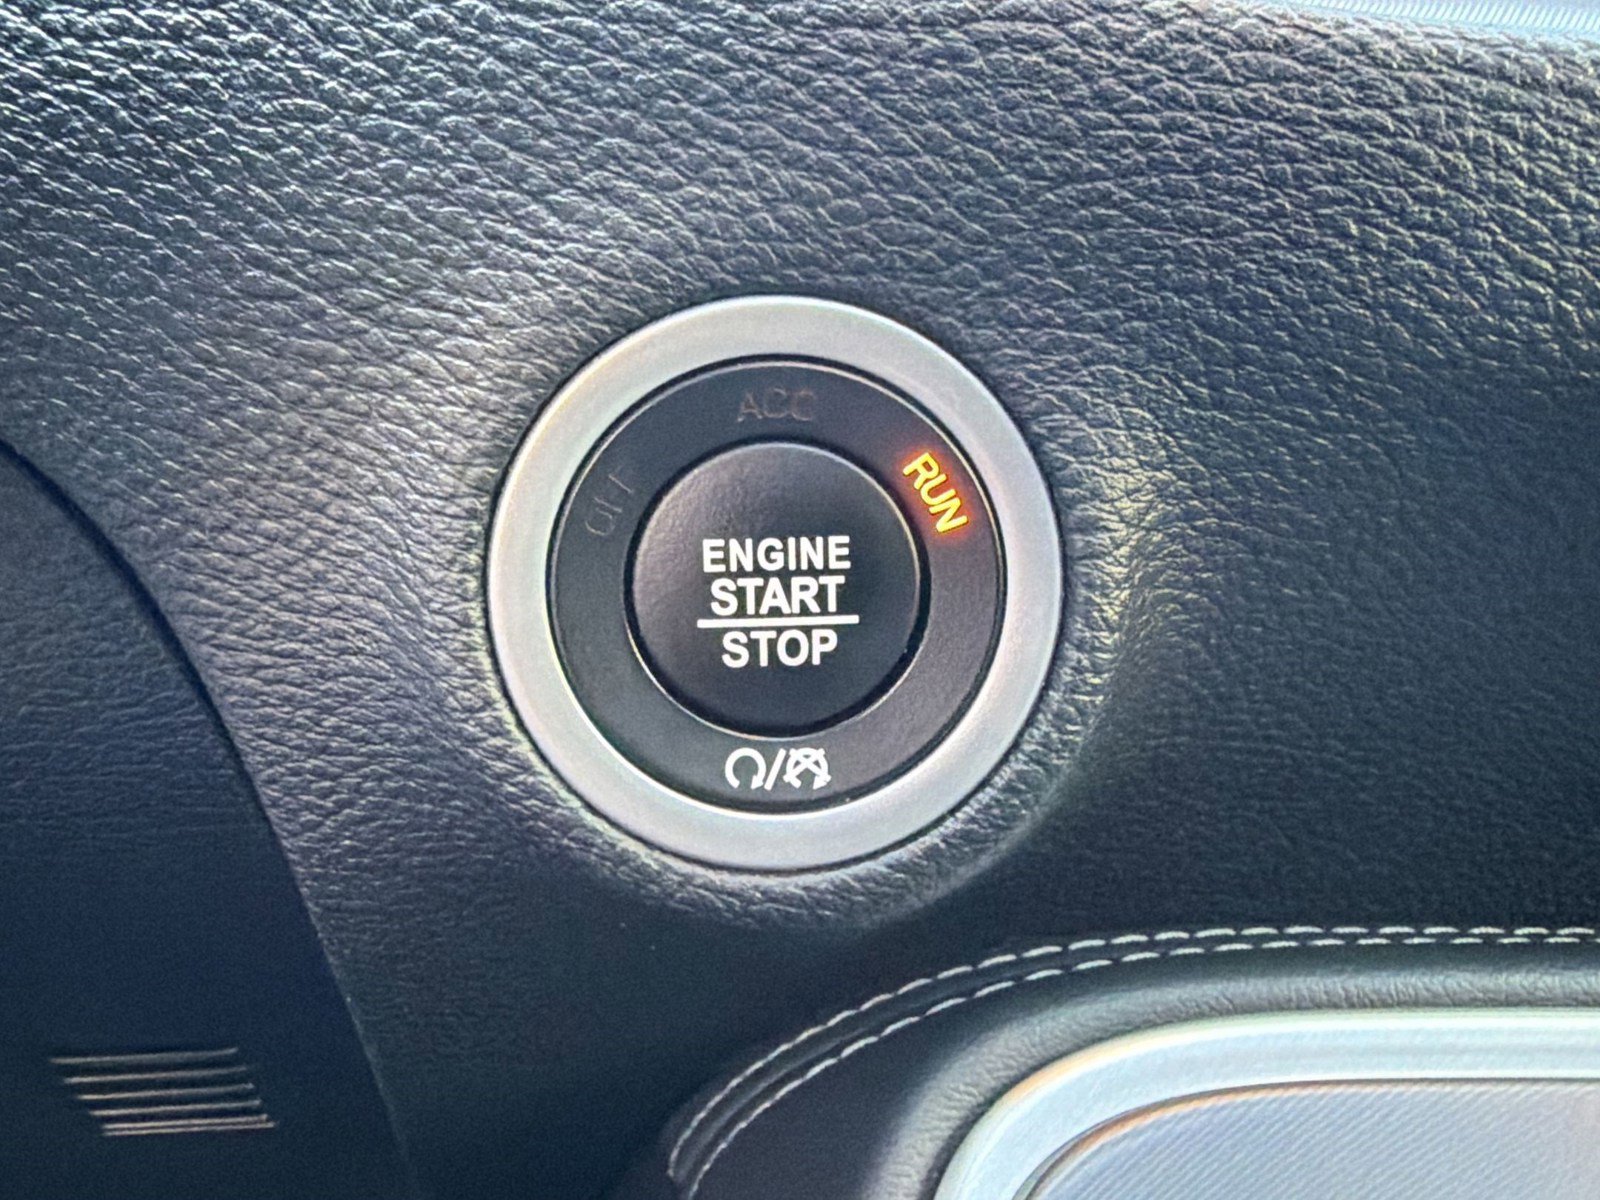 ACC
OFF
RUN
ENGINE
START
STOP